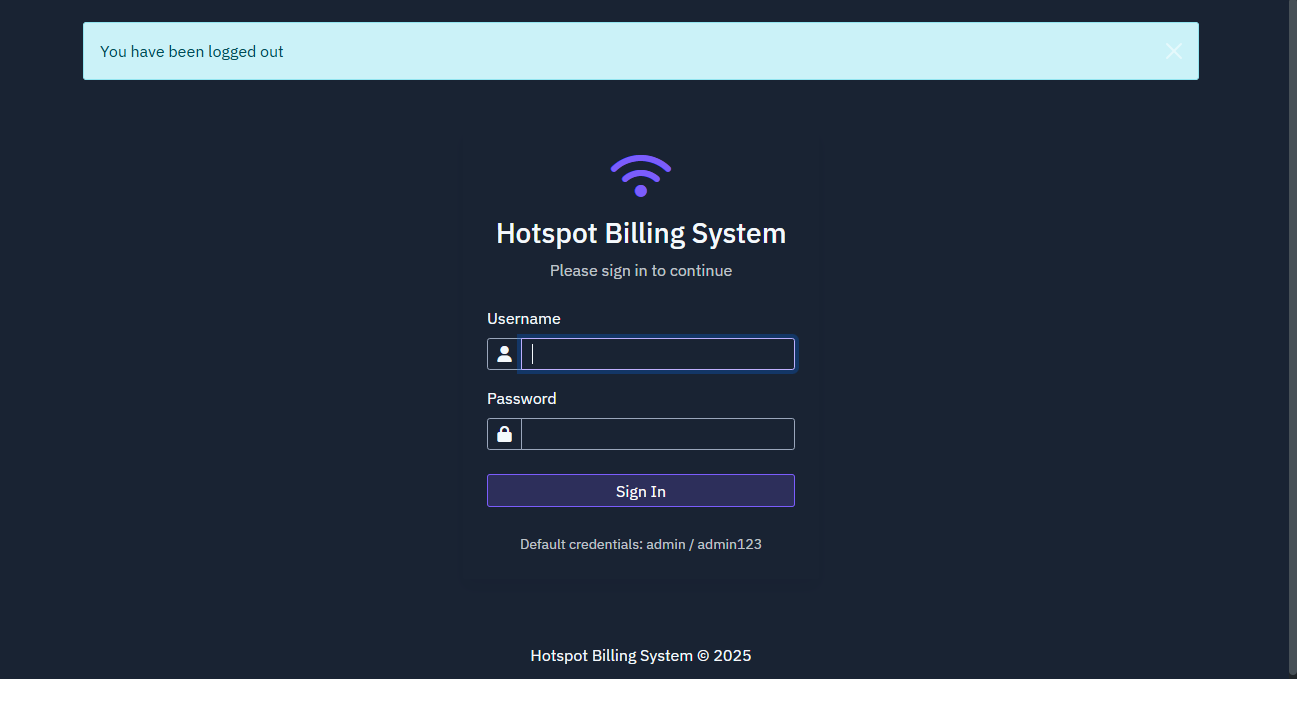 You have been logged out
Hotspot Billing System
Please sign in to continue
Username
Password
Sign In
Default credentials: admin / admin123
Hotspot Billing System © 2025